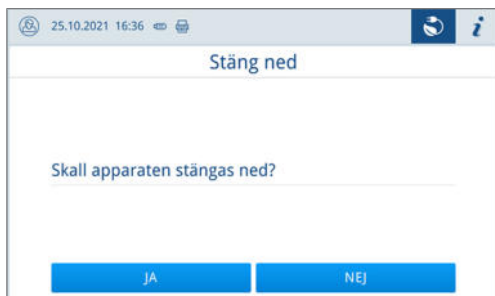 25.10.2021 16:36
i
Stäng ned
Skall apparaten stängas ned?
JA
NEJ